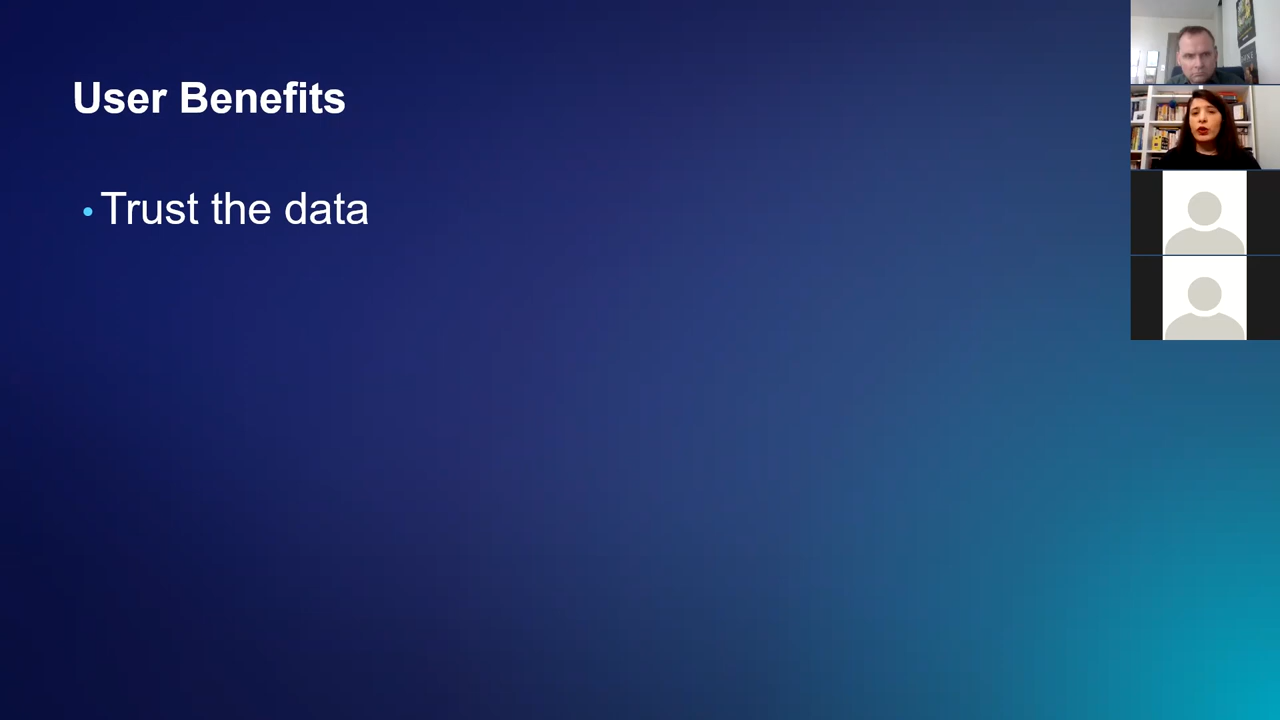 User Benefits
• Trust the data